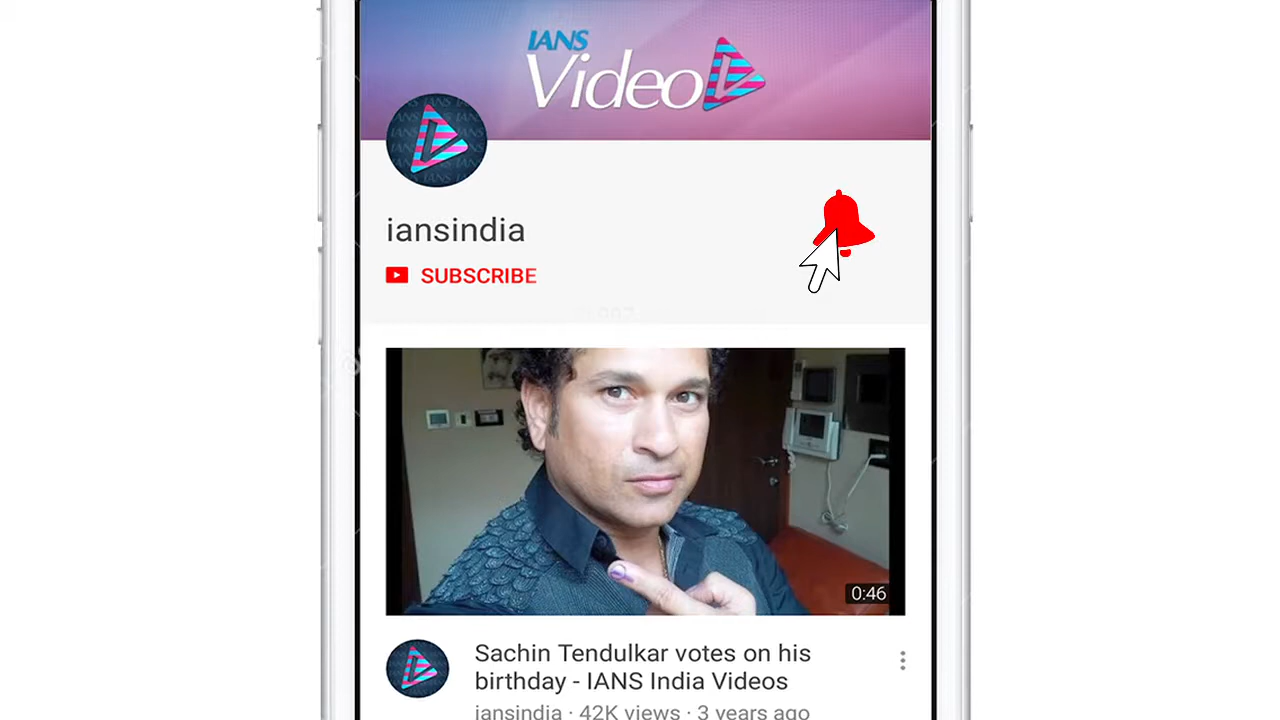 IANS
Video
iansindia
SUBSCRIBE
0:46
Sachin Tendulkar votes on his
birthday - IANS India Videos
iansindia · 42K views · 3 years ago